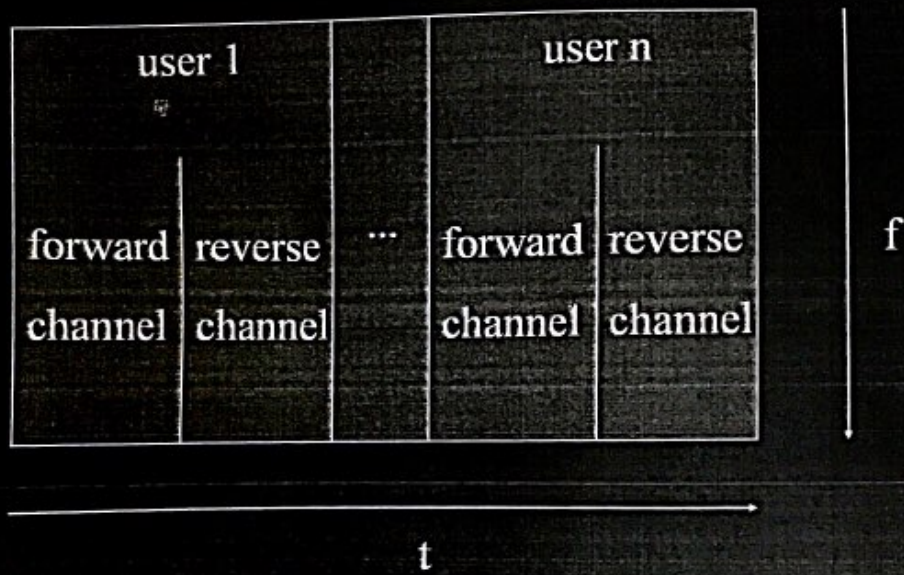 user 1
user n
forward
channel
reverse
channel
...
forward
channel
reverse
channel
f
t